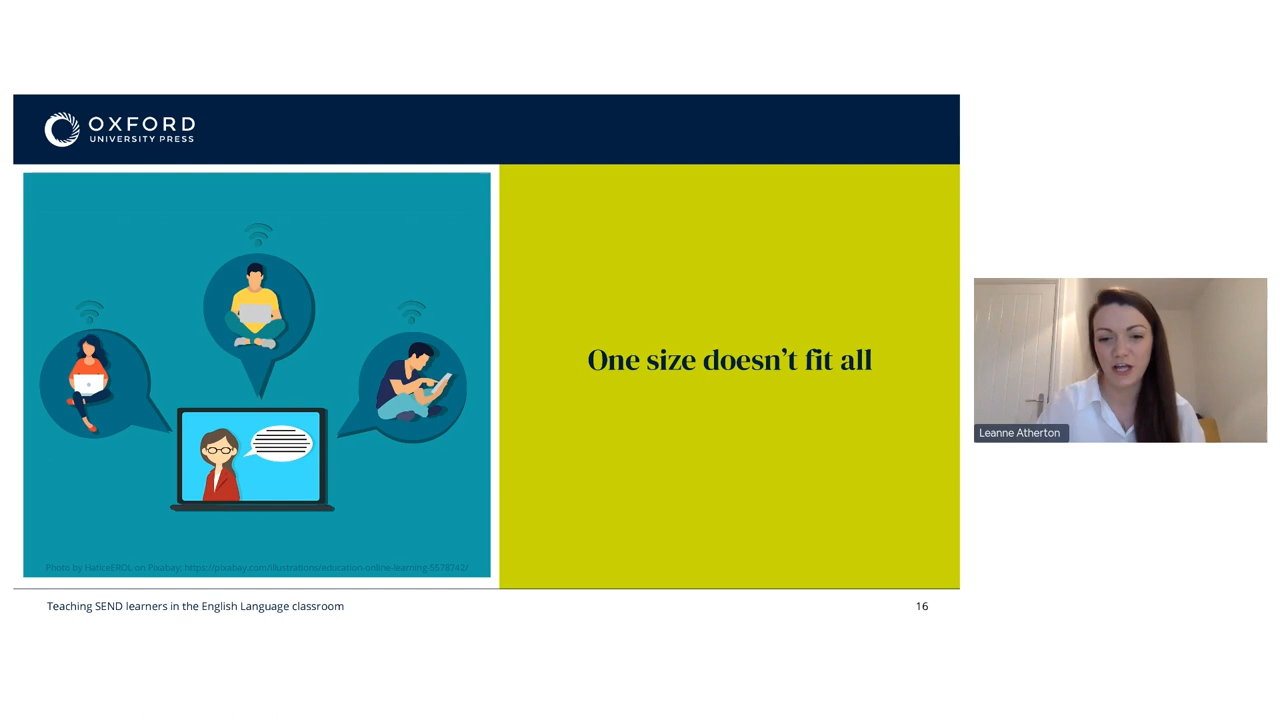 OXFORD
UNIVERSITY PRESS
One size doesn’t fit all
Leanne Atherton
Photo by HaticeEROL on Pixabay; https://pixabay.com/illustrations/education-online-learning-5578742/
Teaching SEND learners in the English Language classroom
16